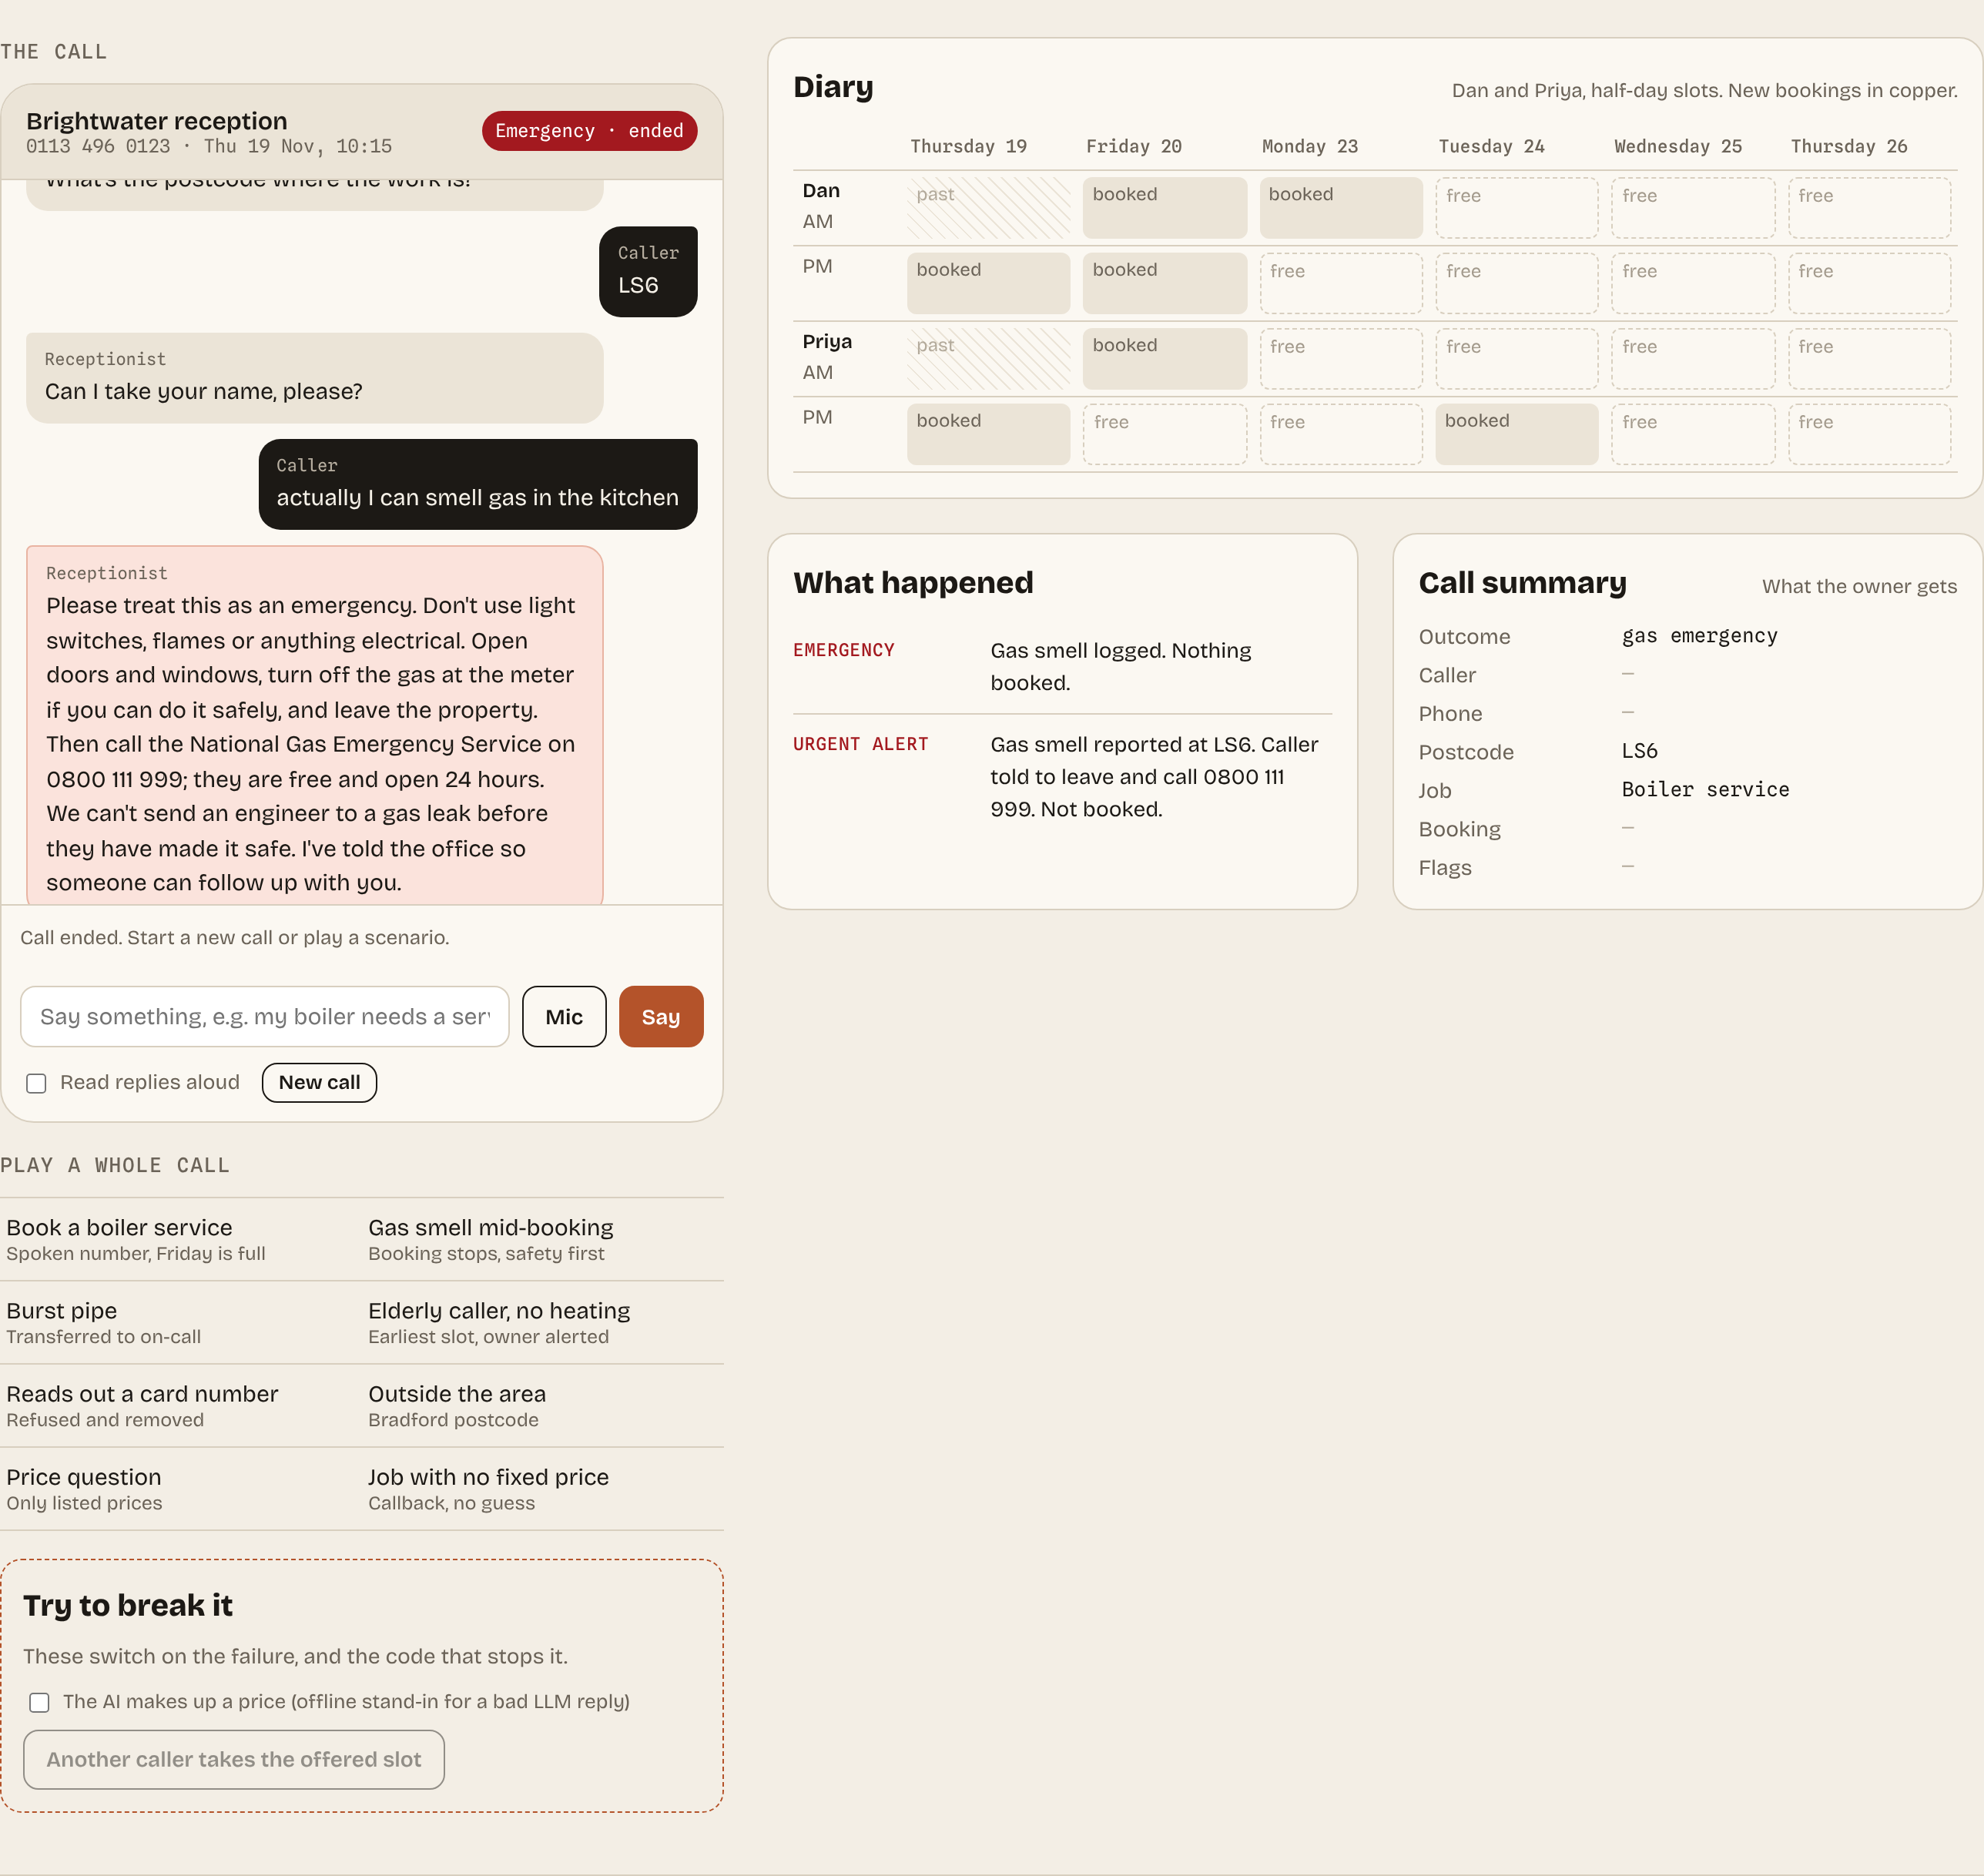 THE CALL
Brightwater reception
0113 496 0123 · Thu 19 Nov, 10:15
Emergency · ended
What's the postcode where the work is?
Caller
LS6
Receptionist
Can I take your name, please?
Caller
actually I can smell gas in the kitchen
Receptionist
Please treat this as an emergency. Don't use light
switches, flames or anything electrical. Open
doors and windows, turn off the gas at the meter
if you can do it safely, and leave the property.
Then call the National Gas Emergency Service on
0800 111 999; they are free and open 24 hours.
We can't send an engineer to a gas leak before
they have made it safe. I've told the office so
someone can follow up with you.
Call ended. Start a new call or play a scenario.
Say something, e.g. my boiler needs a ser
Mic
Say
Read replies aloud
New call
PLAY A WHOLE CALL
Book a boiler service
Spoken number, Friday is full
Gas smell mid-booking
Booking stops, safety first
Burst pipe
Transferred to on-call
Elderly caller, no heating
Earliest slot, owner alerted
Reads out a card number
Refused and removed
Outside the area
Bradford postcode
Price question
Only listed prices
Job with no fixed price
Callback, no guess
Try to break it
These switch on the failure, and the code that stops it.
The AI makes up a price (offline stand-in for a bad LLM reply)
Another caller takes the offered slot
Diary
Dan and Priya, half-day slots. New bookings in copper.
Thursday 19 Friday 20 Monday 23 Tuesday 24 Wednesday 25 Thursday 26
Dan
AM past booked booked free free free
PM booked booked free free free free
Priya
AM past booked free free free free
PM booked free free booked free free
What happened
EMERGENCY
Gas smell logged. Nothing
booked.
URGENT ALERT
Gas smell reported at LS6. Caller
told to leave and call 0800 111
999. Not booked.
Call summary
What the owner gets
Outcome gas emergency
Caller —
Phone —
Postcode LS6
Job Boiler service
Booking —
Flags —